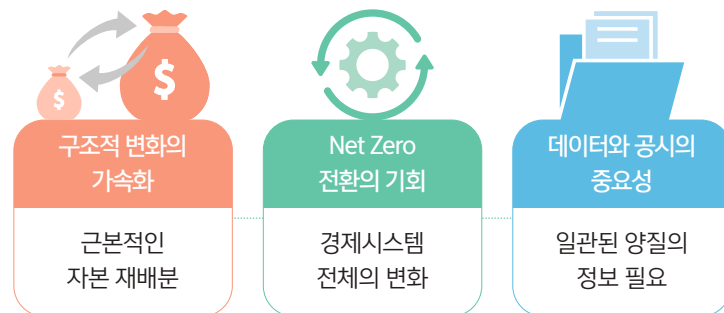 $
$
구조적 변화의
가속화
근본적인
자본 재배분
Net Zero
전환의 기회
경제시스템
전체의 변화
데이터와 공시의
중요성
일관된 양질의
정보 필요